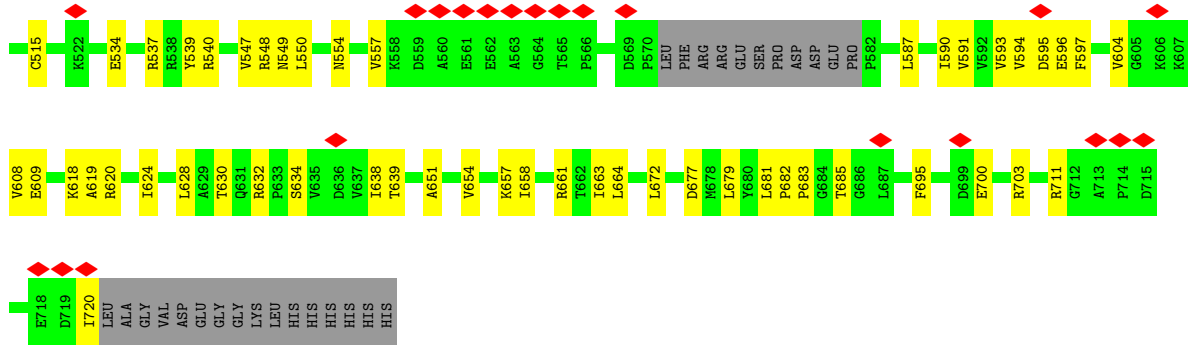 C515 K522 E534 R537 R538 Y539 R540 V547 R548 N549 L550 N554 V557 K558 D559 A560 E561 E562 A563 G564 T565 P566 D569 P570 LEU PHE ARG ARG GLU SER PRO ASP ASP GLU PRO P582 L587 I590 V591 V592 V593 V594 D595 E596 F597 V604 G605 K606 K607
V608 E609 K618 A619 R620 I624 L628 A629 T630 Q631 R632 P633 S634 V635 D636 V637 I638 T639 A651 V654 K657 I658 R661 T662 I663 L664 L672 D677 M678 L679 Y680 L681 P682 P683 G684 T685 G686 L687 F695 D699 E700 R703 R711 G712 A713 P714 D715
E718 D719 I720 LEU ALA GLY VAL ASP GLU GLY GLY LYS LEU HIS HIS HIS HIS HIS HIS